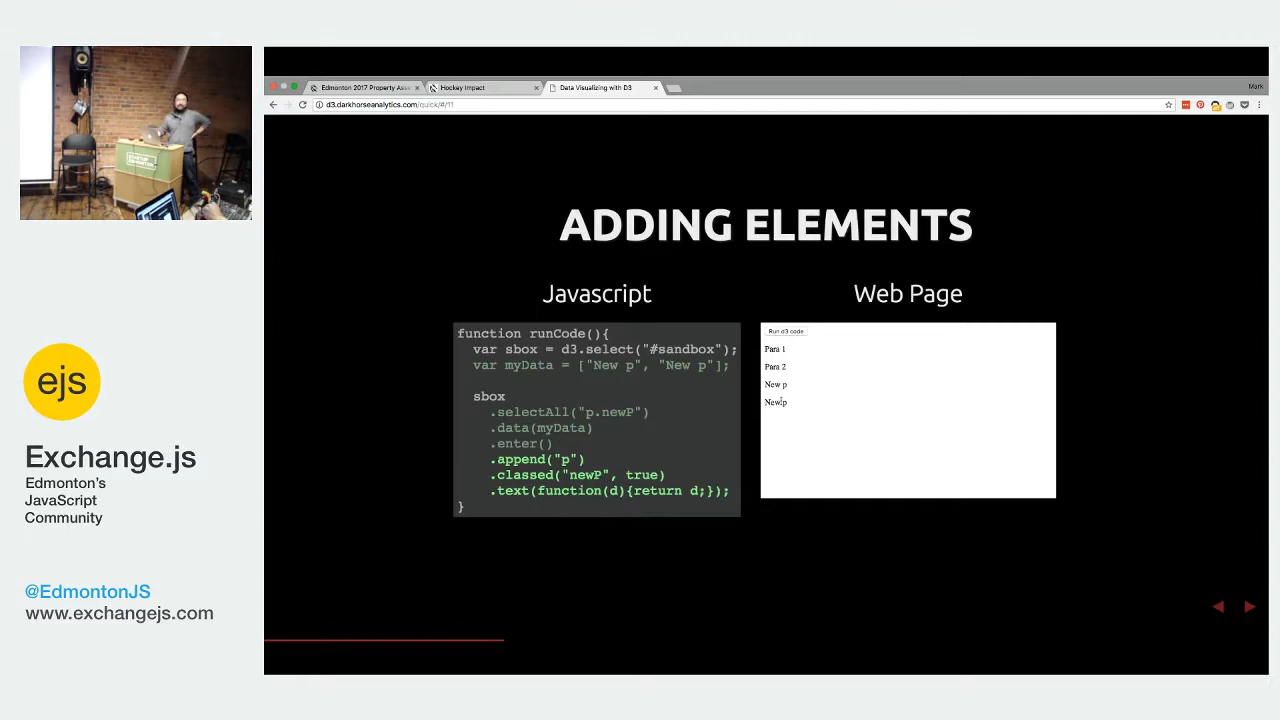 STARTUP
EDMONTON
ejs
Exchange.js
Edmonton's
JavaScript
Community
@EdmontonJS
www.exchangejs.com
Edmonton 2017 Property Ass
Hockey Impact
Data Visualizing with D3
Mark
d3.darkhorseanalytics.com/quick/#/11
ADDING ELEMENTS
Javascript
function runCode(){
var sbox = d3.select("#sandbox");
var myData = ["New p", "New p"];
sbox
.selectAll("p.newP")
.data(myData)
.enter()
.append("p")
.classed("newP", true)
.text(function(d){return d;});
}
Web Page
Run d3 code
Para 1
Para 2
New p
New p